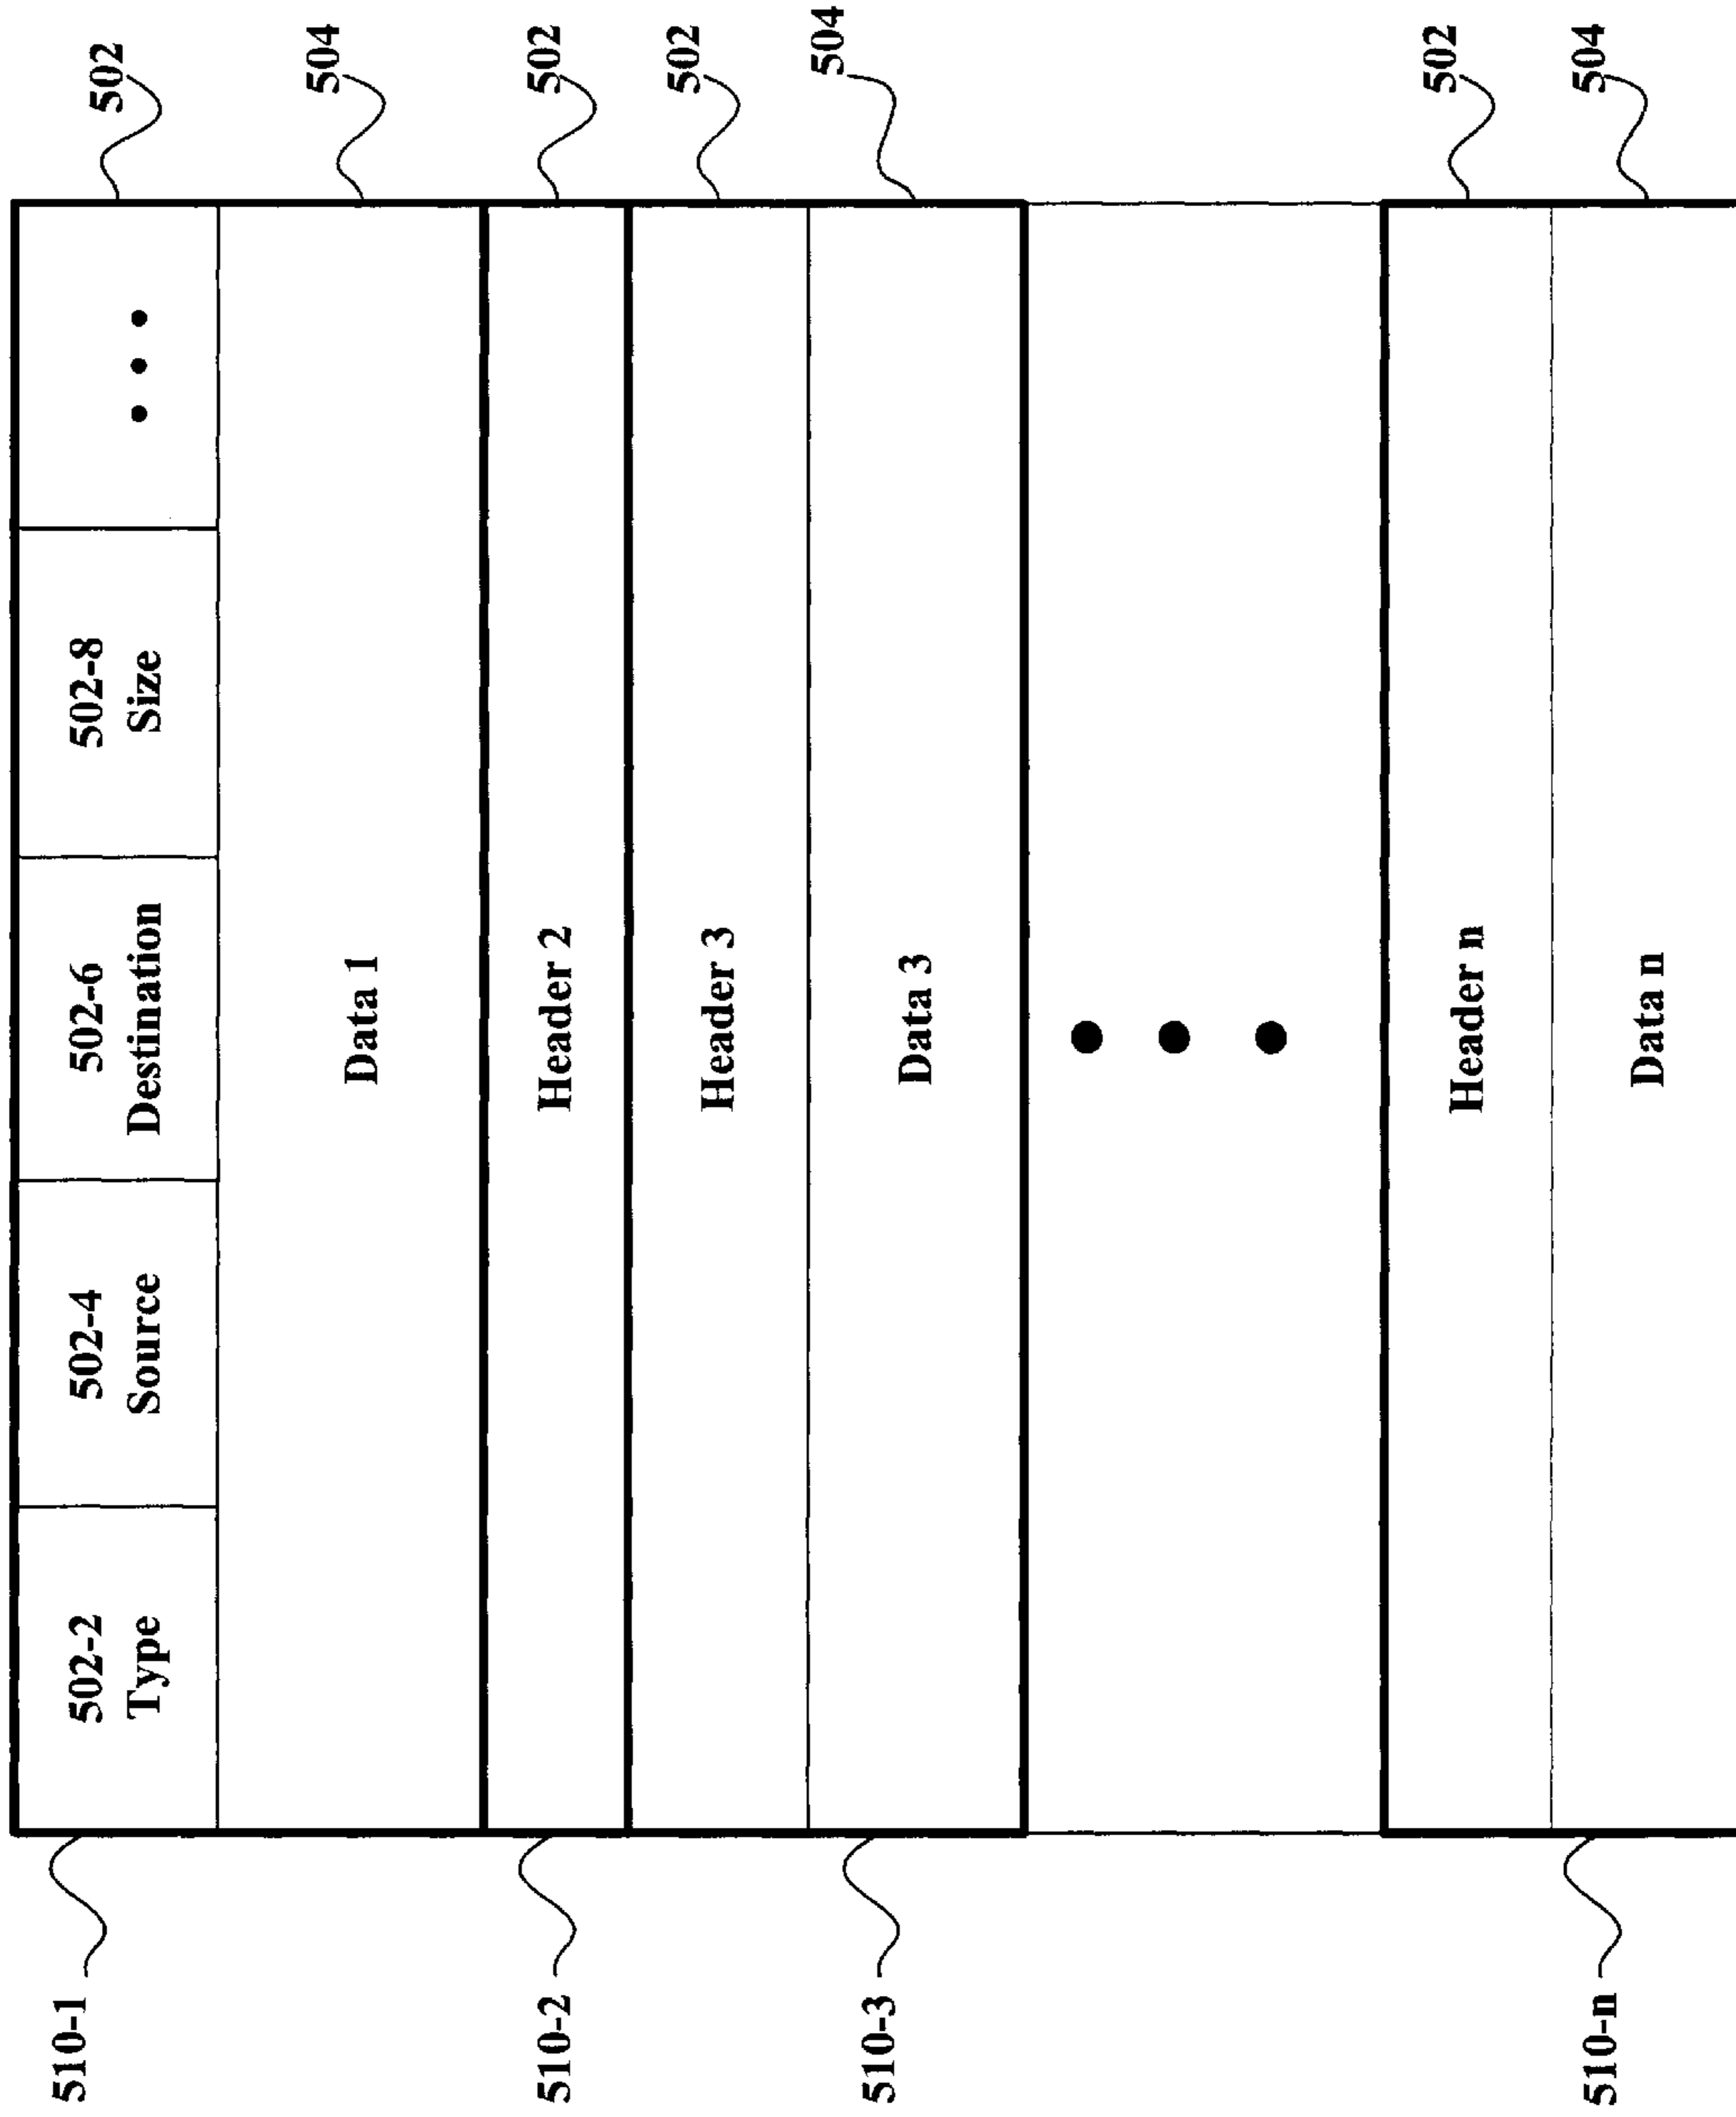 510-1
502-2
Type
502-4
Source
502-6
Destination
502-8
Size
• • •
502
Data 1
504
510-2
Header 2
502
Header 3
502
510-3
Data 3
504
• • •
Header n
502
510-n
Data n
504